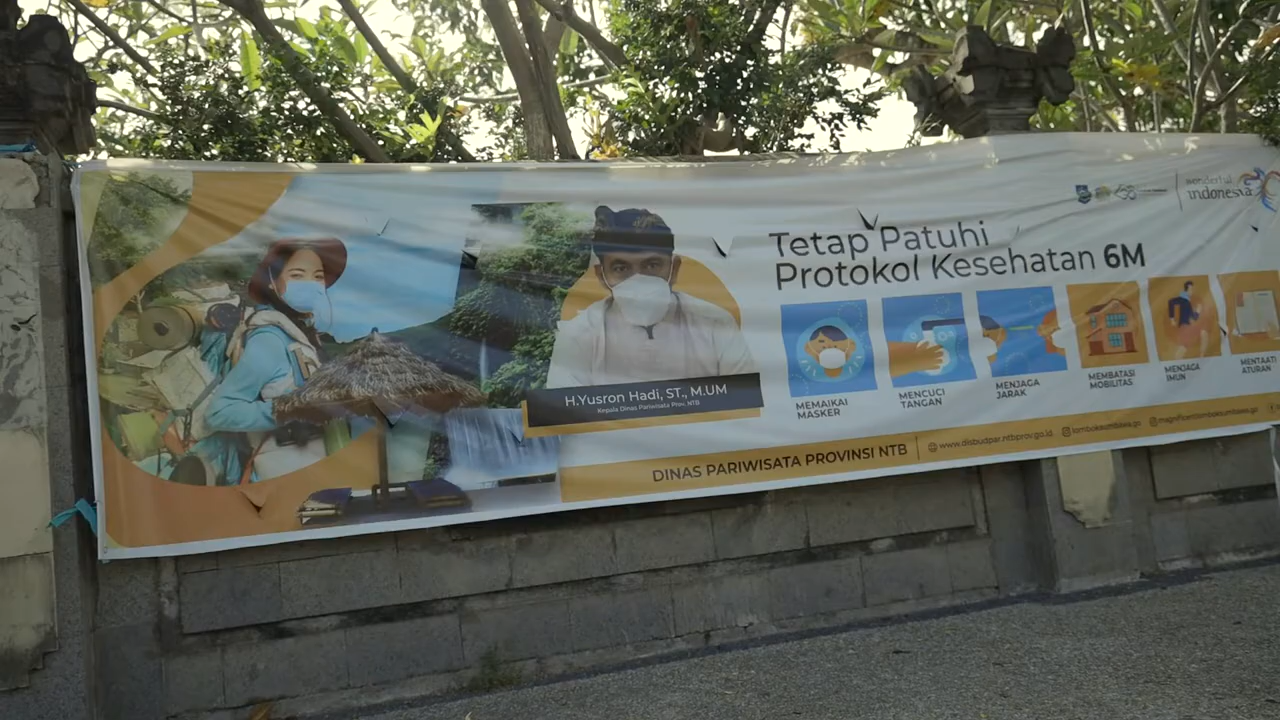 wonderful
indonesia
Tetap Patuhi
Protokol Kesehatan 6M
H.Yusron Hadi, ST., M.UM
Kepala Dinas Pariwisata Prov. NTB
MEMAIKAI
MASKER
MENCUCI
TANGAN
MENJAGA
JARAK
MEMBATASI
MOBILITAS
MENJAGA
IMUN
MENTAATI
ATURAN
DINAS PARIWISATA PROVINSI NTB
www.disbudpar.ntbprov.go.id